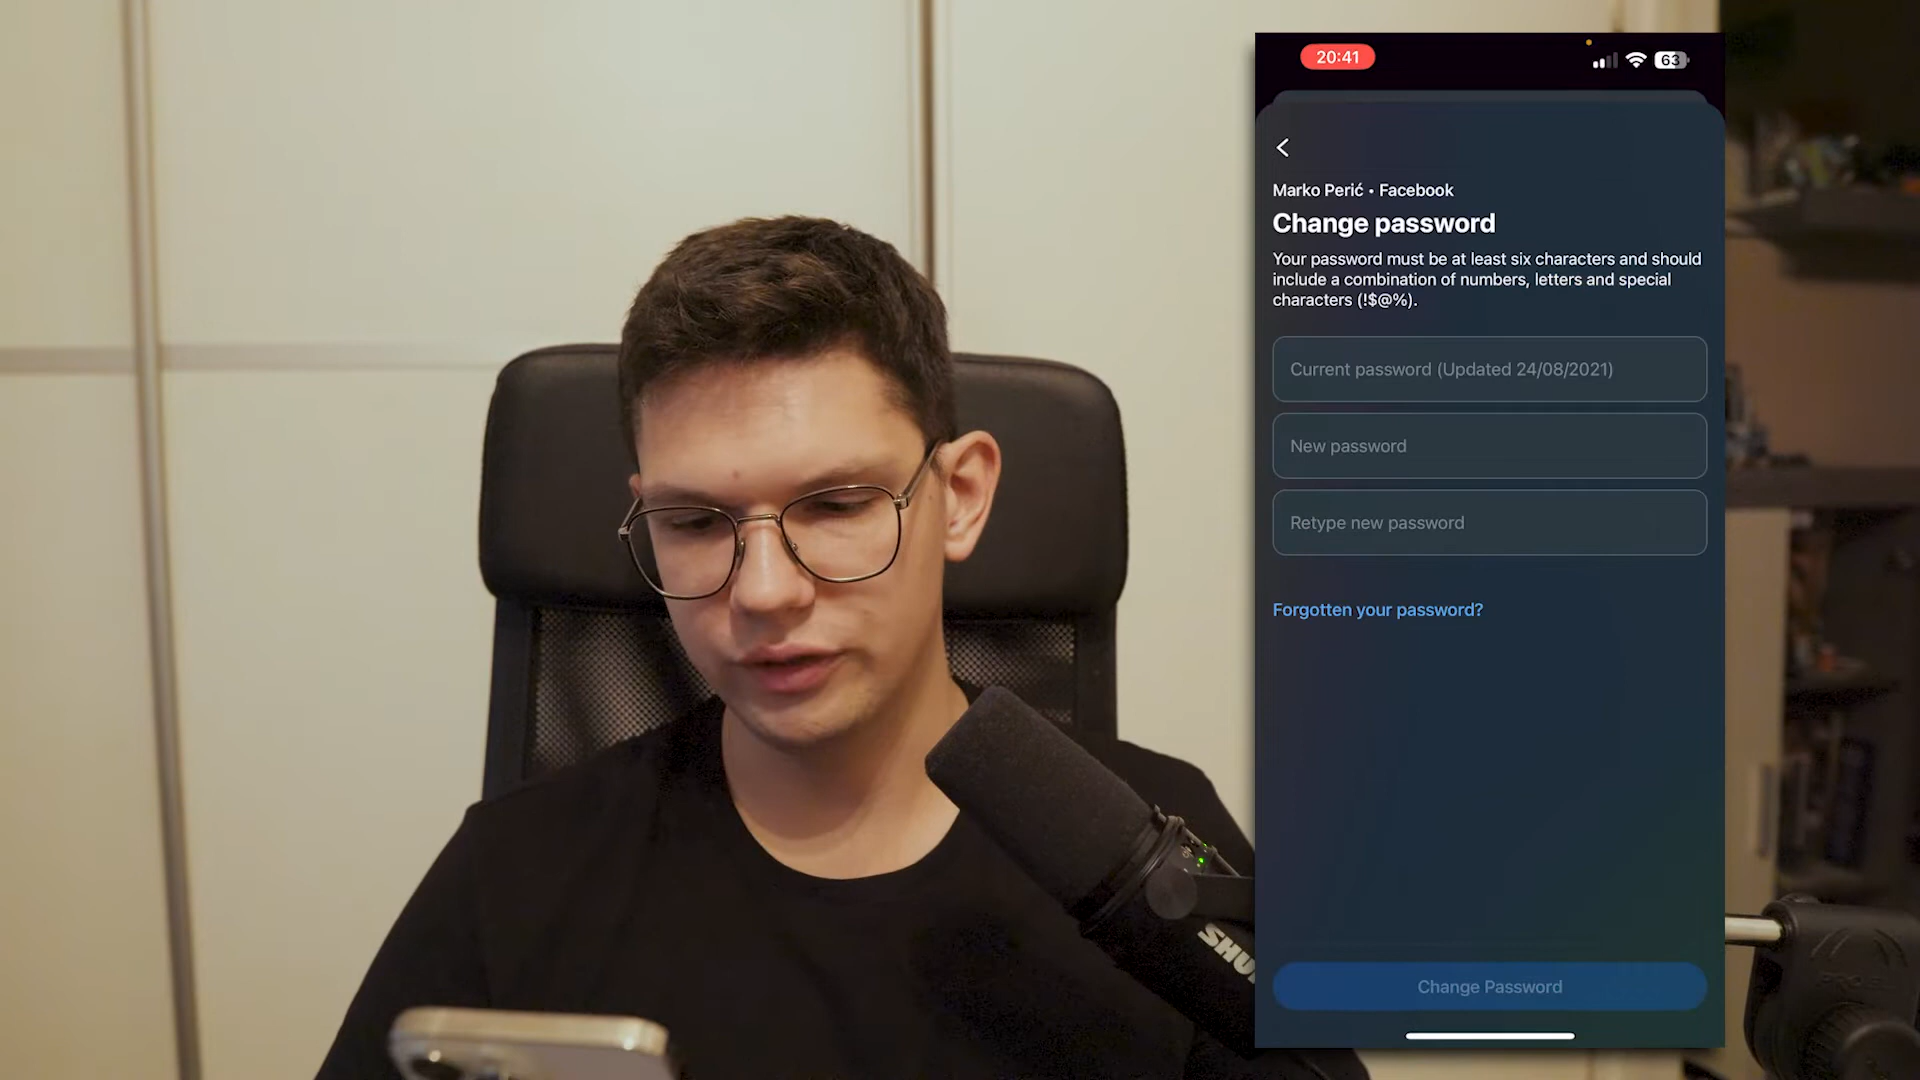 20:41
63
Marko Perić • Facebook
Change password
Your password must be at least six characters and should
include a combination of numbers, letters and special
characters (!$@%).
Current password (Updated 24/08/2021)
New password
Retype new password
Forgotten your password?
Change Password